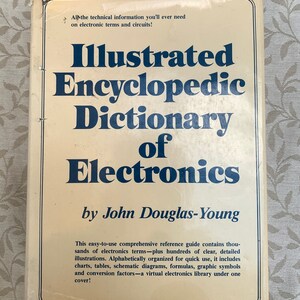 All the technical information you'll ever need
on electronic terms and circuits!
Illustrated
Encyclopedic
Dictionary
of
Electronics
by John Douglas-Young
This easy-to-use comprehensive reference guide contains thou-
sands of electronics terms—plus hundreds of clear, detailed
illustrations. Alphabetically organized for quick use, it includes
charts, tables, schematic diagrams, formulas, graphic symbols
and conversion factors—a virtual electronics library under one
cover!